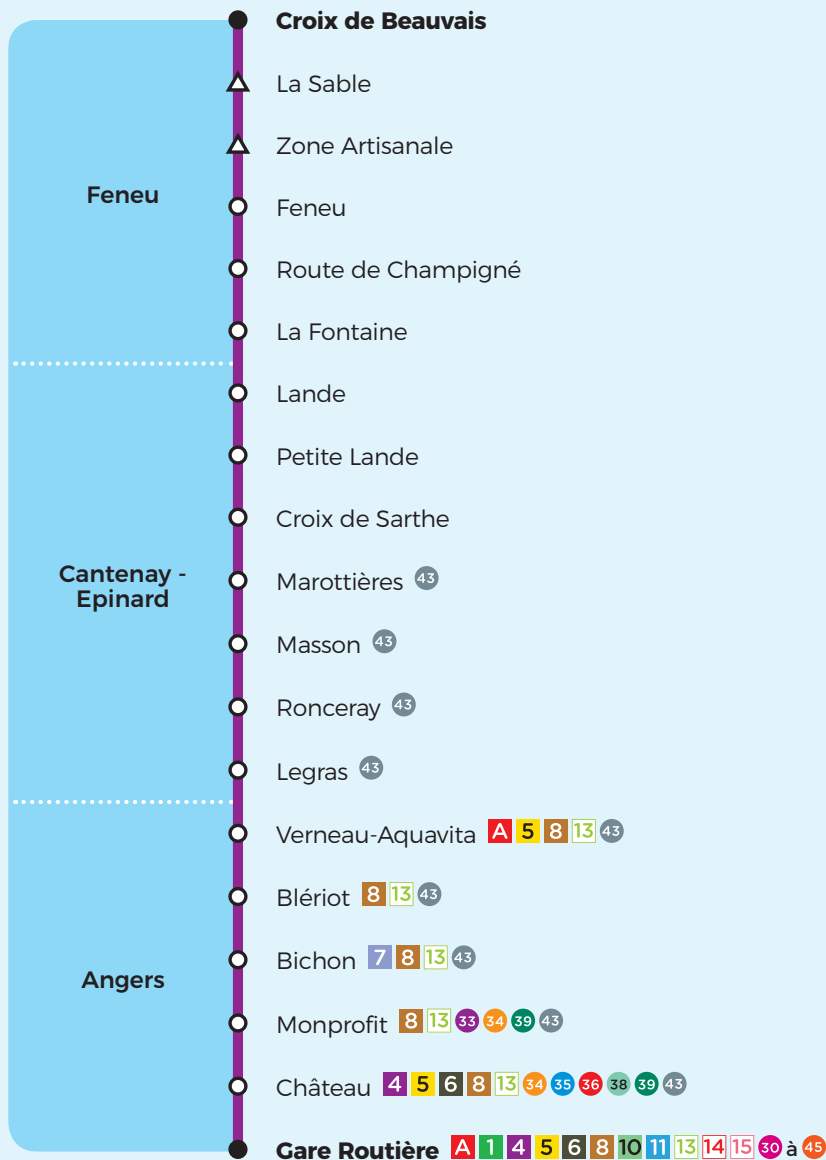 Croix de Beauvais
La Sable
Zone Artisanale
Feneu
Feneu
Route de Champigné
La Fontaine
Lande
Petite Lande
Croix de Sarthe
Cantenay -
Epinard
Marottières 43
Masson 43
Ronceray 43
Legras 43
Verneau-Aquavita A 5 8 13 43
Blériot 8 13 43
Bichon 7 8 13 43
Angers
Monprofit 8 13 33 34 39 43
Château 4 5 6 8 13 34 35 36 38 39 43
Gare Routière A 1 4 5 6 8 10 11 13 14 15 30 à 45